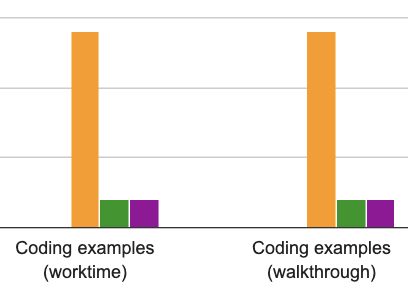 Coding examples
(worktime)
Coding examples
(walkthrough)